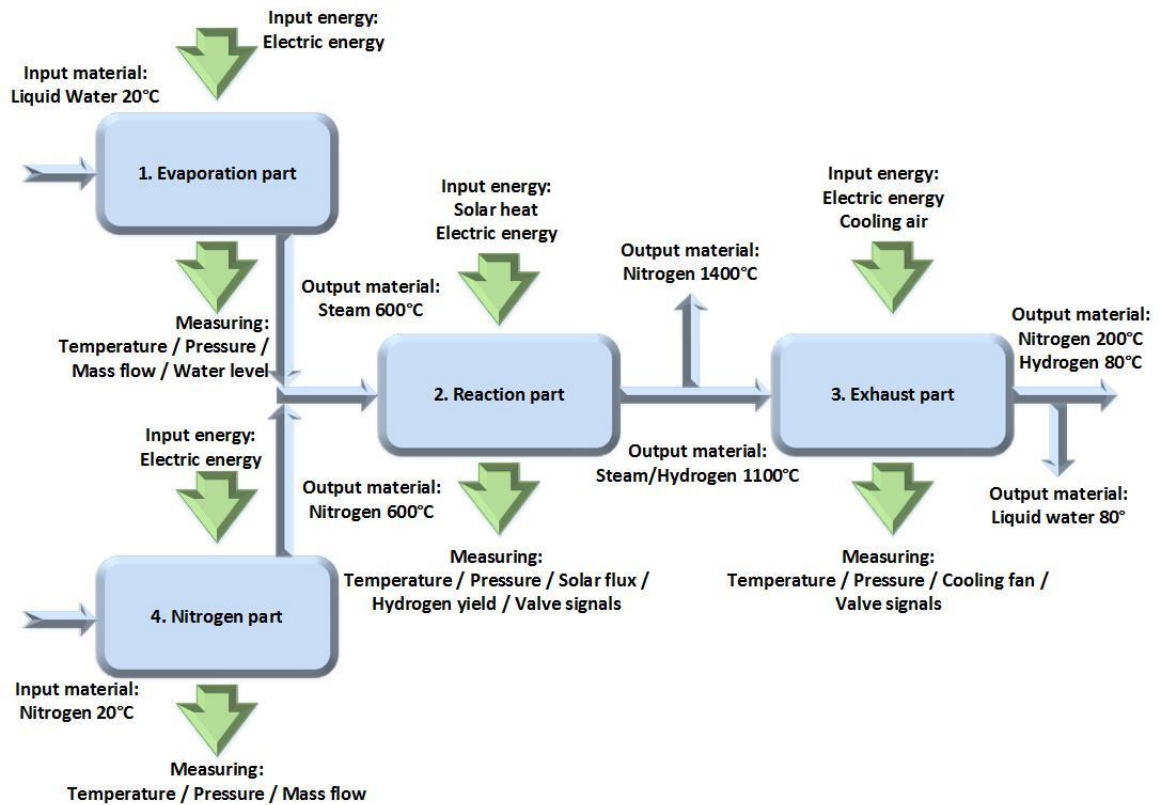 Input energy:
Electric energy
Input material:
Liquid Water 20°C
1. Evaporation part
Measuring:
Temperature / Pressure /
Mass flow / Water level
Output material:
Steam 600°C
Input energy:
Solar heat
Electric energy
Output material:
Nitrogen 1400°C
Input energy:
Electric energy
Cooling air
Output material:
Nitrogen 200°C
Hydrogen 80°C
2. Reaction part
3. Exhaust part
Input energy:
Electric energy
Output material:
Nitrogen 600°C
Output material:
Steam/Hydrogen 1100°C
Output material:
Liquid water 80°
Measuring:
Temperature / Pressure / Solar flux /
Hydrogen yield / Valve signals
Measuring:
Temperature / Pressure / Cooling fan /
Valve signals
4. Nitrogen part
Input material:
Nitrogen 20°C
Measuring:
Temperature / Pressure / Mass flow